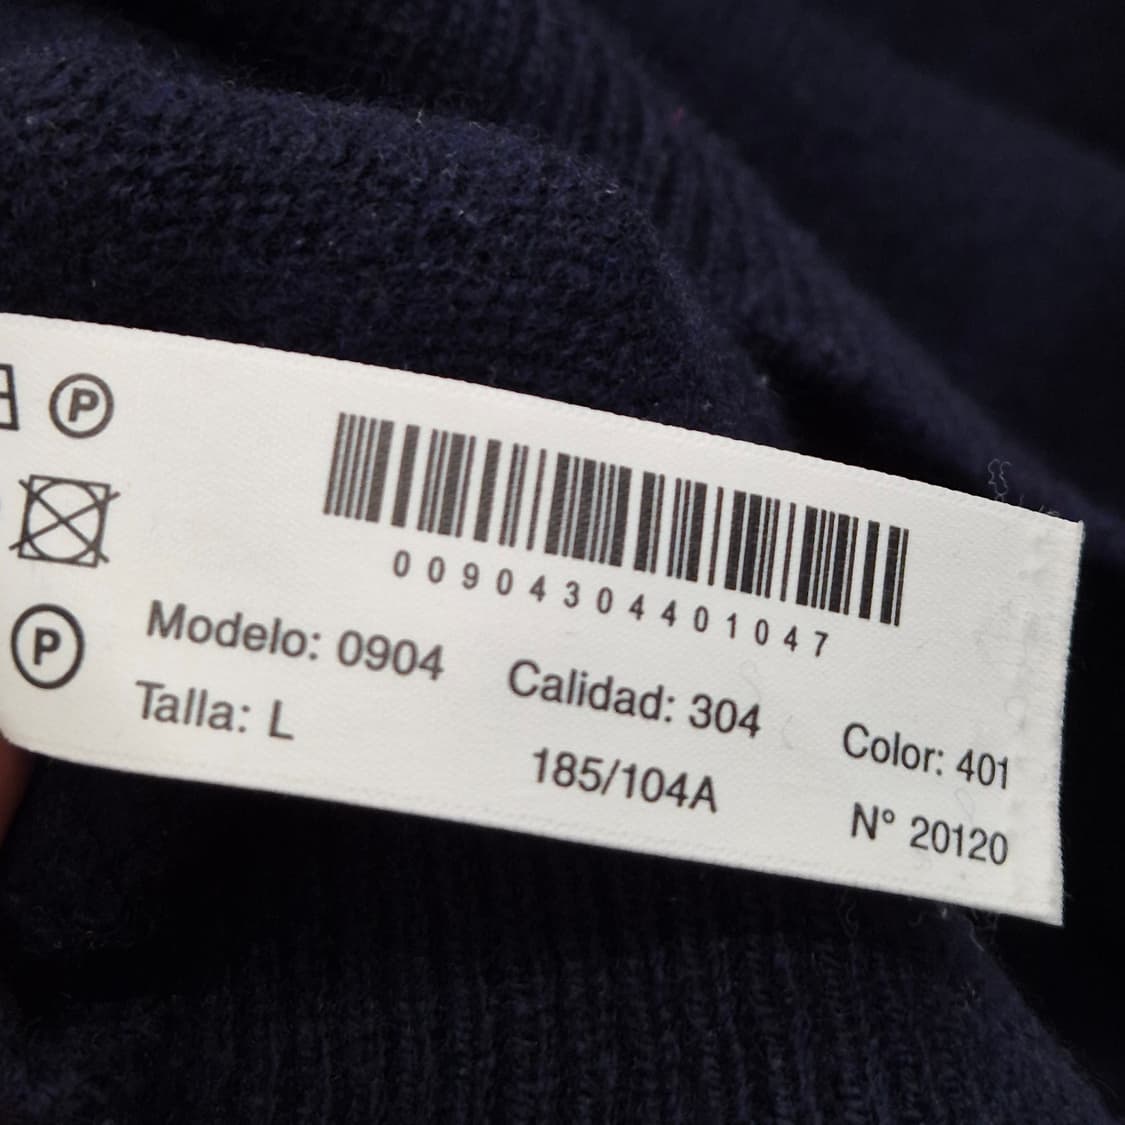 P
00904304401047
P
Modelo: 0904 Calidad: 304 Color: 401
Talla: L 185/104A N° 20120